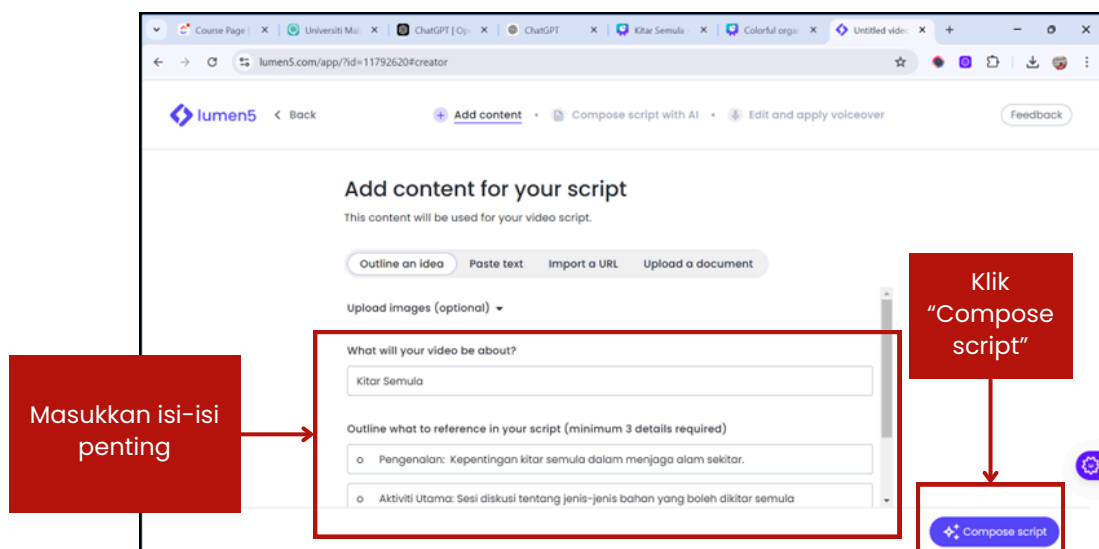 Course Page |
Universiti Mal
ChatGPT | Op
ChatGPT
Kitar Semula
Colorful organ
Untitled vide
lumen5.com/app/?id=11792620#creator
lumen5
Back
Add content
Compose script with AI
Edit and apply voiceover
Feedback
Add content for your script
This content will be used for your video script.
Outline an idea
Paste text
Import a URL
Upload a document
Upload images (optional)
What will your video be about?
Kitar Semula
Outline what to reference in your script (minimum 3 details required)
o Pengenalan: Kepentingan kitar semula dalam menjaga alam sekitar.
o Aktiviti Utama: Sesi diskusi tentang jenis-jenis bahan yang boleh dikitar semula
Compose script
Masukkan isi-isi
penting
Klik
“Compose
script”